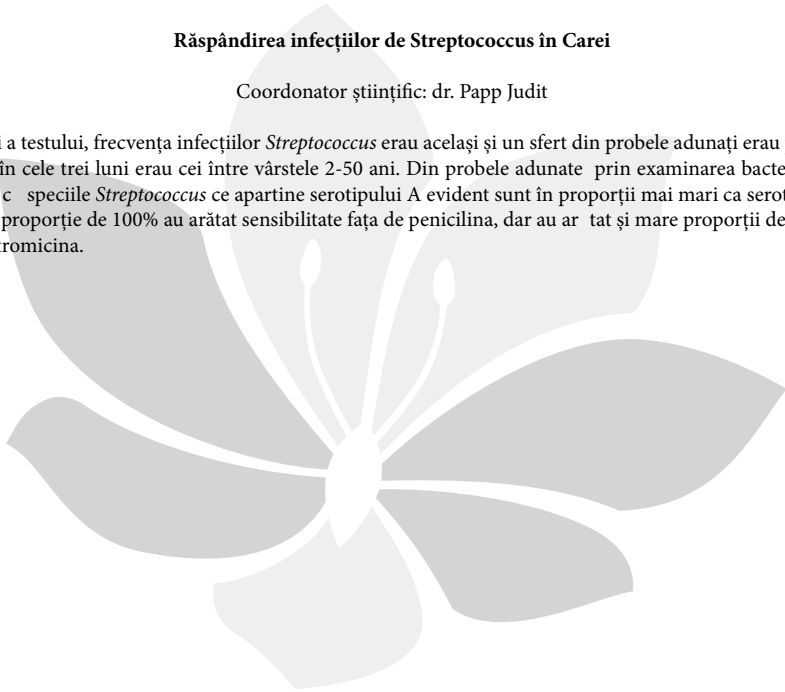 Răspândirea infecțiilor de Streptococcus în Carei
Coordonator științific: dr. Papp Judit
a testului, frecvența infecțiilor Streptococcus erau același și un sfert din probele adunați erau
în cele trei luni erau cei între vârstele 2-50 ani. Din probele adunate prin examinarea bacte
c speciile Streptococcus ce apartine serotipului A evident sunt în proporții mai mari ca serot
proporție de 100% au arătat sensibilitate fața de penicilina, dar au ar tat și mare proporții de
tromicina.